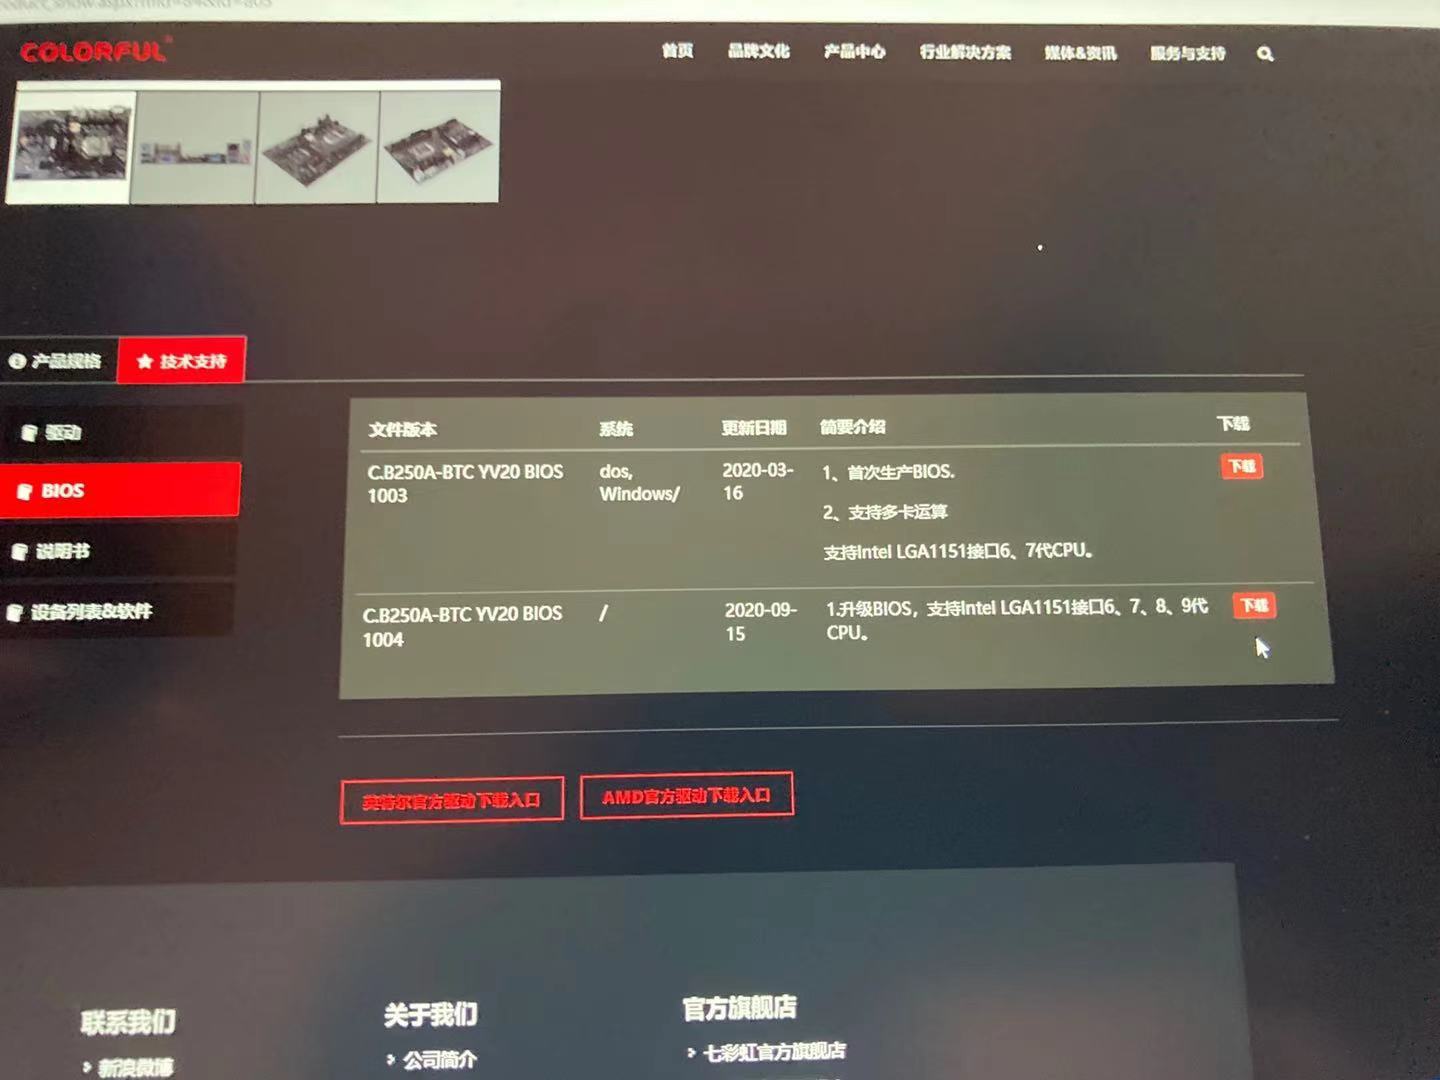 COLORFUL
首页 品牌文化 产品中心 行业解决方案 媒体&资讯 服务与支持
产品规格 技术支持
驱动
BIOS
说明书
设备列表&软件
文件版本 系统 更新日期 简要介绍 下载
C.B250A-BTC YV20 BIOS 1003 dos, Windows/ 2020-03-16 1、首次生产BIOS. 下载
2、支持多卡运算
支持Intel LGA1151接口6、7代CPU。
C.B250A-BTC YV20 BIOS 1004 / 2020-09-15 1.升级BIOS，支持Intel LGA1151接口6、7、8、9代CPU。 下载
英特尔官方驱动下载入口 AMD官方驱动下载入口
联系我们 关于我们 官方旗舰店
新浪微博 公司简介 七彩虹官方旗舰店